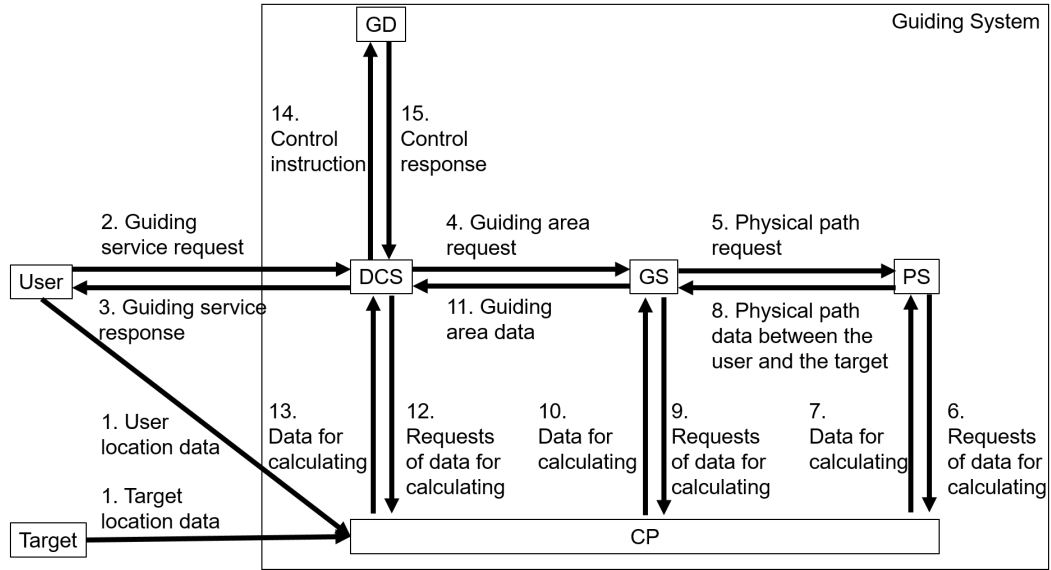 GD
Guiding System
14.
Control
instruction
15.
Control
response
2. Guiding
service request
4. Guiding area
request
5. Physical path
request
User
DCS
GS
PS
3. Guiding service
response
11. Guiding
area data
8. Physical path
data between the
user and the target
1. User
location data
13.
Data for
calculating
12.
Requests
of data for
calculating
10.
Data for
calculating
9.
Requests
of data for
calculating
7.
Data for
calculating
6.
Requests
of data for
calculating
1. Target
location data
Target
CP